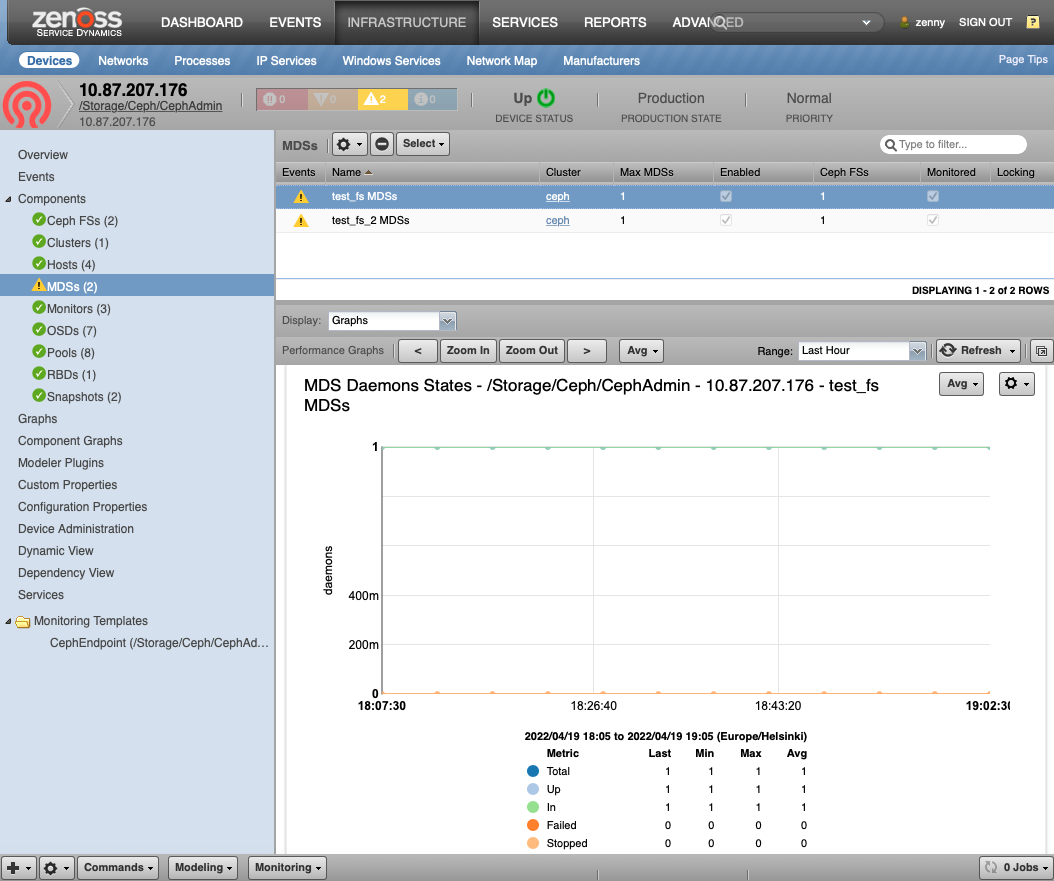 zenoss
SERVICE DYNAMICS
DASHBOARD EVENTS INFRASTRUCTURE SERVICES REPORTS ADVANCED
zenny SIGN OUT ?
Devices Networks Processes IP Services Windows Services Network Map Manufacturers Page Tips
10.87.207.176
/Storage/Ceph/CephAdmin
10.87.207.176
0 0 2 0
Up
DEVICE STATUS
Production
PRODUCTION STATE
Normal
PRIORITY
Overview
Events
Components
Ceph FSs (2)
Clusters (1)
Hosts (4)
MDSs (2)
Monitors (3)
OSDs (7)
Pools (8)
RBDs (1)
Snapshots (2)
Graphs
Component Graphs
Modeler Plugins
Custom Properties
Configuration Properties
Device Administration
Dynamic View
Dependency View
Services
Monitoring Templates
CephEndpoint (/Storage/Ceph/CephAd...
MDSs Select Type to filter...
Events Name Cluster Max MDSs Enabled Ceph FSs Monitored Locking
test_fs MDSs ceph 1 1
test_fs_2 MDSs ceph 1 1
DISPLAYING 1 - 2 of 2 ROWS
Display: Graphs
Performance Graphs < Zoom In Zoom Out > Avg Range: Last Hour Refresh
MDS Daemons States - /Storage/Ceph/CephAdmin - 10.87.207.176 - test_fs
MDSs
Avg
1
daemons
400m
200m
0
18:07:30 18:26:40 18:43:20 19:02:30
2022/04/19 18:05 to 2022/04/19 19:05 (Europe/Helsinki)
Metric Last Min Max Avg
Total 1 1 1 1
Up 1 1 1 1
In 1 1 1 1
Failed 0 0 0 0
Stopped 0 0 0 0
Commands Modeling Monitoring 0 Jobs